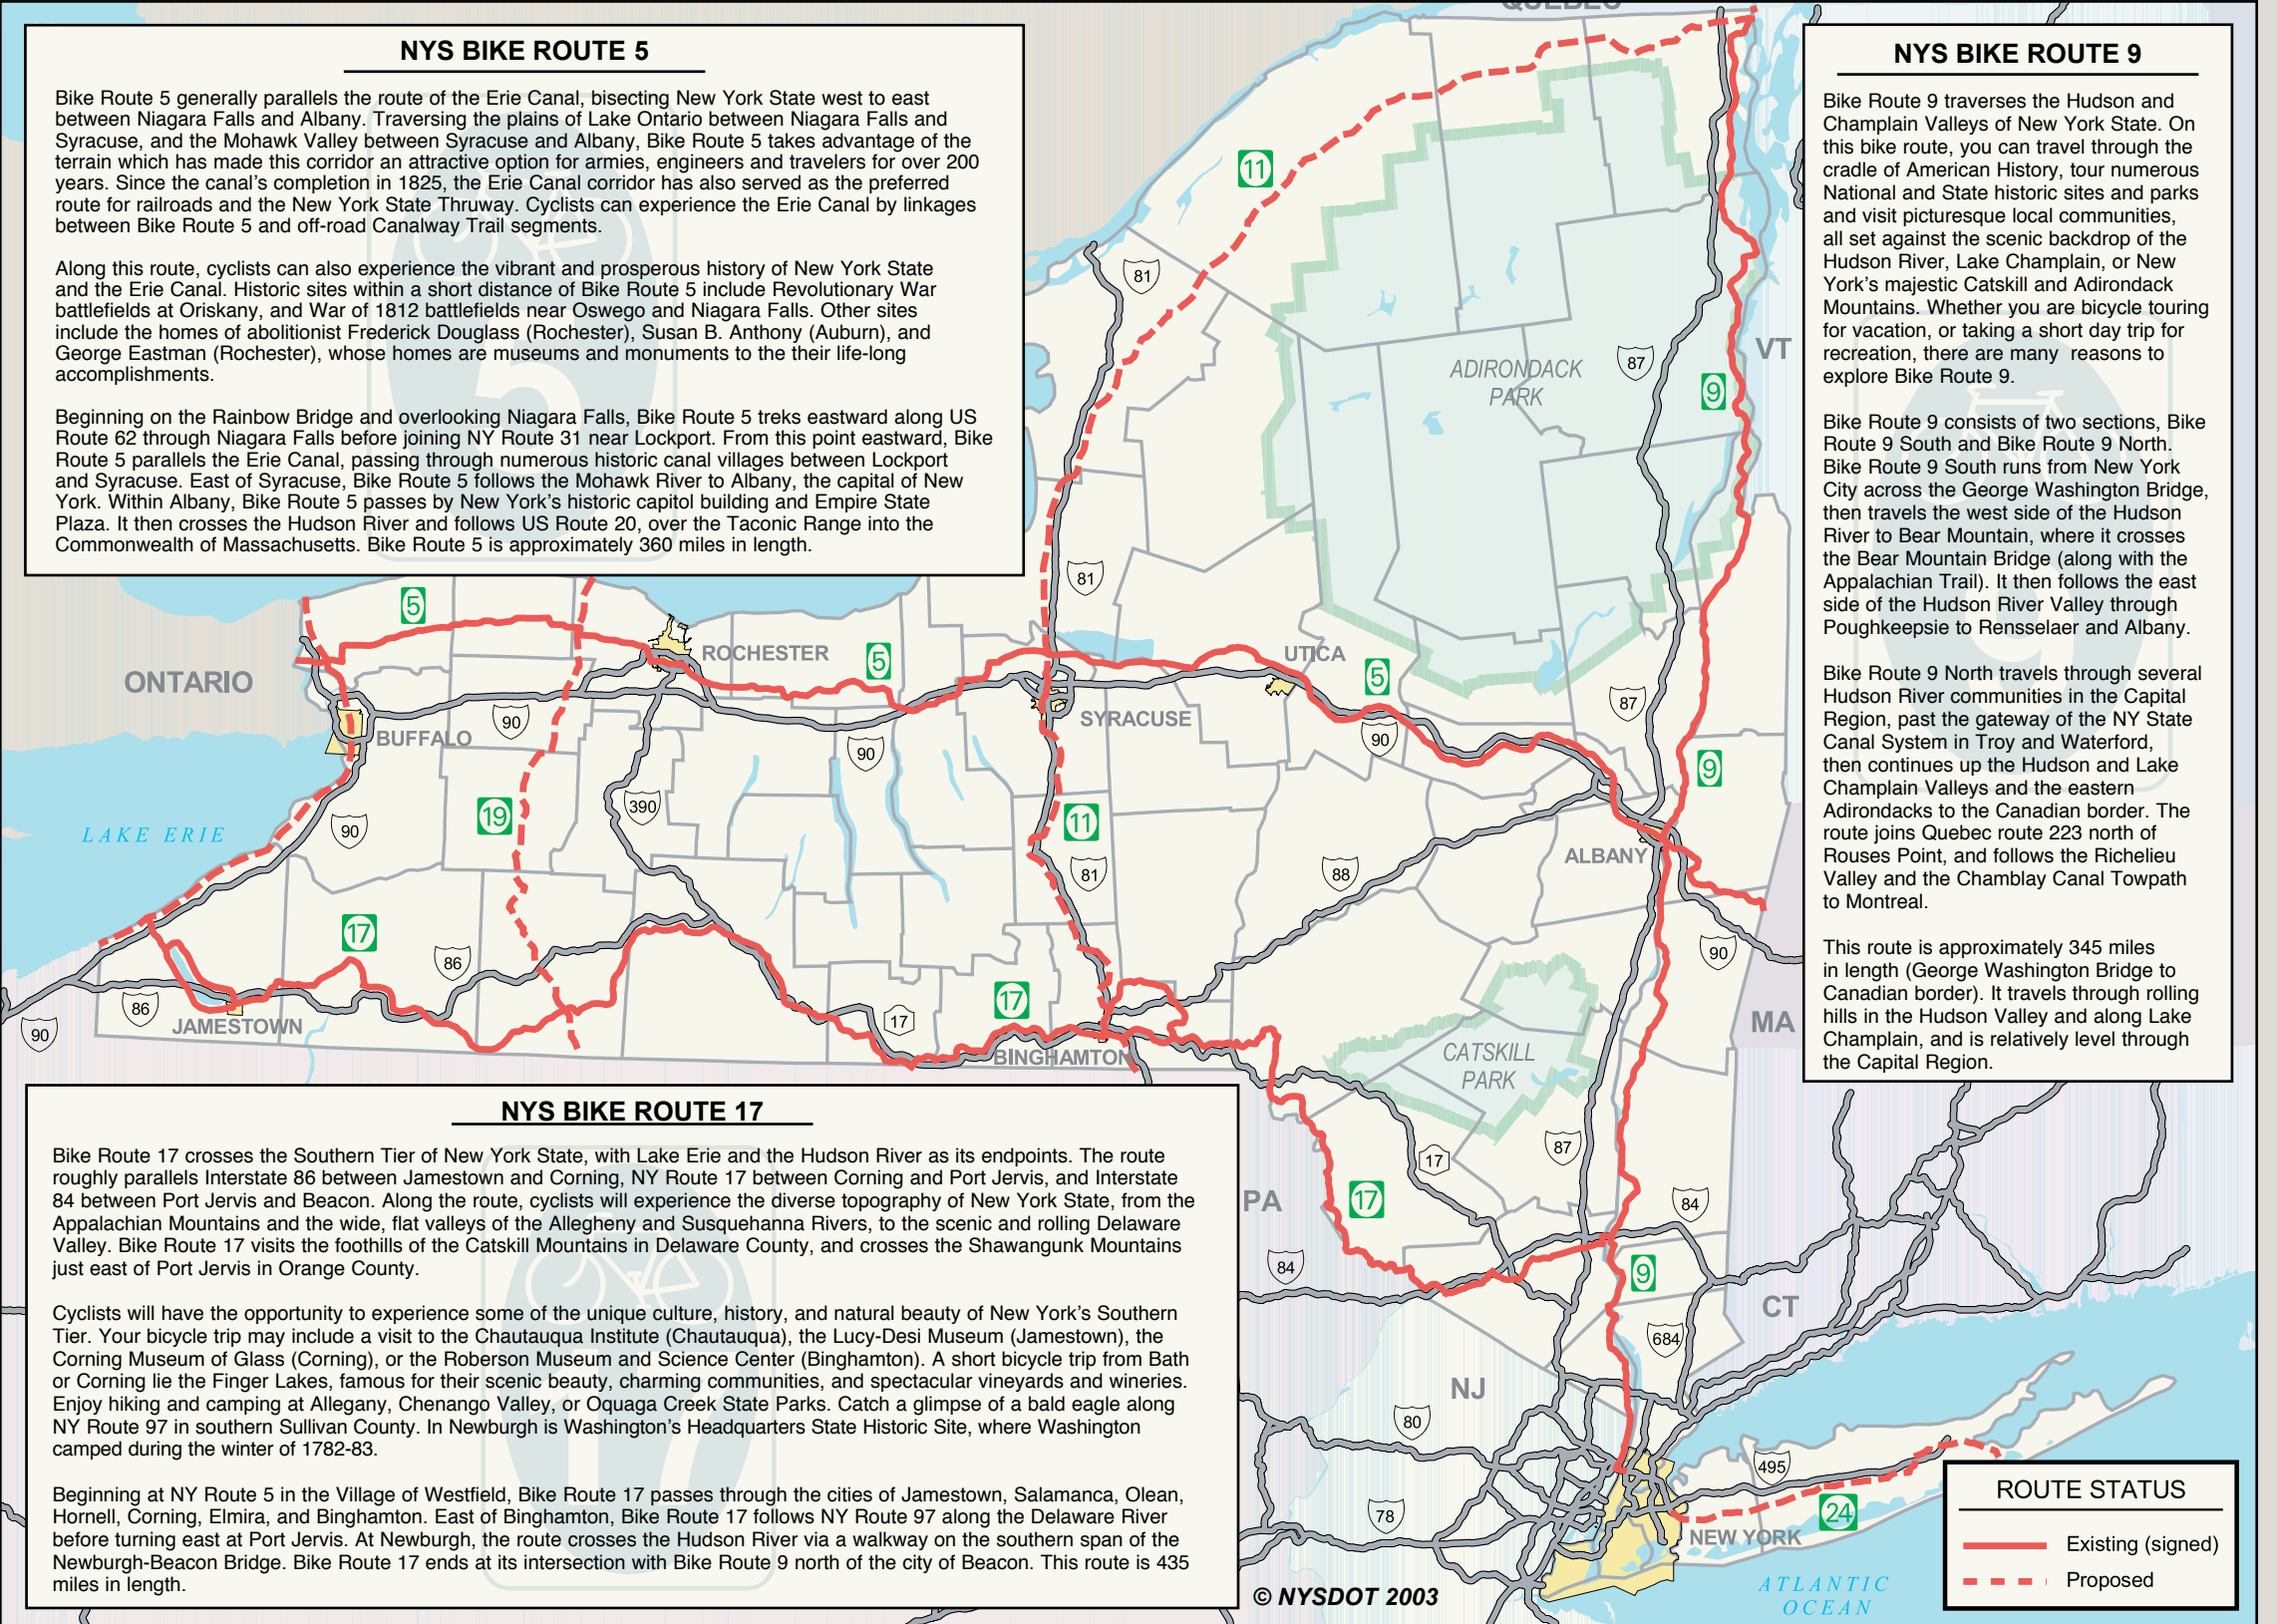 QUEBEC
NYS BIKE ROUTE 5
Bike Route 5 generally parallels the route of the Erie Canal, bisecting New York State west to east
between Niagara Falls and Albany. Traversing the plains of Lake Ontario between Niagara Falls and
Syracuse, and the Mohawk Valley between Syracuse and Albany, Bike Route 5 takes advantage of the
terrain which has made this corridor an attractive option for armies, engineers and travelers for over 200
years. Since the canal's completion in 1825, the Erie Canal corridor has also served as the preferred
route for railroads and the New York State Thruway. Cyclists can experience the Erie Canal by linkages
between Bike Route 5 and off-road Canalway Trail segments.
Along this route, cyclists can also experience the vibrant and prosperous history of New York State
and the Erie Canal. Historic sites within a short distance of Bike Route 5 include Revolutionary War
battlefields at Oriskany, and War of 1812 battlefields near Oswego and Niagara Falls. Other sites
include the homes of abolitionist Frederick Douglass (Rochester), Susan B. Anthony (Auburn), and
George Eastman (Rochester), whose homes are museums and monuments to the their life-long
accomplishments.
Beginning on the Rainbow Bridge and overlooking Niagara Falls, Bike Route 5 treks eastward along US
Route 62 through Niagara Falls before joining NY Route 31 near Lockport. From this point eastward, Bike
Route 5 parallels the Erie Canal, passing through numerous historic canal villages between Lockport
and Syracuse. East of Syracuse, Bike Route 5 follows the Mohawk River to Albany, the capital of New
York. Within Albany, Bike Route 5 passes by New York's historic capitol building and Empire State
Plaza. It then crosses the Hudson River and follows US Route 20, over the Taconic Range into the
Commonwealth of Massachusetts. Bike Route 5 is approximately 360 miles in length.
5
NYS BIKE ROUTE 9
Bike Route 9 traverses the Hudson and
Champlain Valleys of New York State. On
this bike route, you can travel through the
cradle of American History, tour numerous
National and State historic sites and parks
and visit picturesque local communities,
all set against the scenic backdrop of the
Hudson River, Lake Champlain, or New
York's majestic Catskill and Adirondack
Mountains. Whether you are bicycle touring
for vacation, or taking a short day trip for
recreation, there are many reasons to
explore Bike Route 9.
Bike Route 9 consists of two sections, Bike
Route 9 South and Bike Route 9 North.
Bike Route 9 South runs from New York
City across the George Washington Bridge,
then travels the west side of the Hudson
River to Bear Mountain, where it crosses
the Bear Mountain Bridge (along with the
Appalachian Trail). It then follows the east
side of the Hudson River Valley through
Poughkeepsie to Rensselaer and Albany.
Bike Route 9 North travels through several
Hudson River communities in the Capital
Region, past the gateway of the NY State
Canal System in Troy and Waterford,
then continues up the Hudson and Lake
Champlain Valleys and the eastern
Adirondacks to the Canadian border. The
route joins Quebec route 223 north of
Rouses Point, and follows the Richelieu
Valley and the Chamblay Canal Towpath
to Montreal.
This route is approximately 345 miles
in length (George Washington Bridge to
Canadian border). It travels through rolling
hills in the Hudson Valley and along Lake
Champlain, and is relatively level through
the Capital Region.
9
11
81
VT
87
ADIRONDACK
PARK
9
81
5
ROCHESTER
5
UTICA
5
ONTARIO
87
90
SYRACUSE
BUFFALO
90
90
9
390
19
11
90
LAKE ERIE
ALBANY
81
88
17
86
90
86
17
17
JAMESTOWN
90
BINGHAMTON
MA
CATSKILL
PARK
NYS BIKE ROUTE 17
Bike Route 17 crosses the Southern Tier of New York State, with Lake Erie and the Hudson River as its endpoints. The route
roughly parallels Interstate 86 between Jamestown and Corning, NY Route 17 between Corning and Port Jervis, and Interstate
84 between Port Jervis and Beacon. Along the route, cyclists will experience the diverse topography of New York State, from the
Appalachian Mountains and the wide, flat valleys of the Allegheny and Susquehanna Rivers, to the scenic and rolling Delaware
Valley. Bike Route 17 visits the foothills of the Catskill Mountains in Delaware County, and crosses the Shawangunk Mountains
just east of Port Jervis in Orange County.
Cyclists will have the opportunity to experience some of the unique culture, history, and natural beauty of New York's Southern
Tier. Your bicycle trip may include a visit to the Chautauqua Institute (Chautauqua), the Lucy-Desi Museum (Jamestown), the
Corning Museum of Glass (Corning), or the Roberson Museum and Science Center (Binghamton). A short bicycle trip from Bath
or Corning lie the Finger Lakes, famous for their scenic beauty, charming communities, and spectacular vineyards and wineries.
Enjoy hiking and camping at Allegany, Chenango Valley, or Oquaga Creek State Parks. Catch a glimpse of a bald eagle along
NY Route 97 in southern Sullivan County. In Newburgh is Washington's Headquarters State Historic Site, where Washington
camped during the winter of 1782-83.
Beginning at NY Route 5 in the Village of Westfield, Bike Route 17 passes through the cities of Jamestown, Salamanca, Olean,
Hornell, Corning, Elmira, and Binghamton. East of Binghamton, Bike Route 17 follows NY Route 97 along the Delaware River
before turning east at Port Jervis. At Newburgh, the route crosses the Hudson River via a walkway on the southern span of the
Newburgh-Beacon Bridge. Bike Route 17 ends at its intersection with Bike Route 9 north of the city of Beacon. This route is 435
miles in length.
17
87
17
PA
17
84
84
9
CT
684
NJ
80
495
78
24
NEW YORK
ATLANTIC
OCEAN
© NYSDOT 2003
ROUTE STATUS
Existing (signed)
Proposed